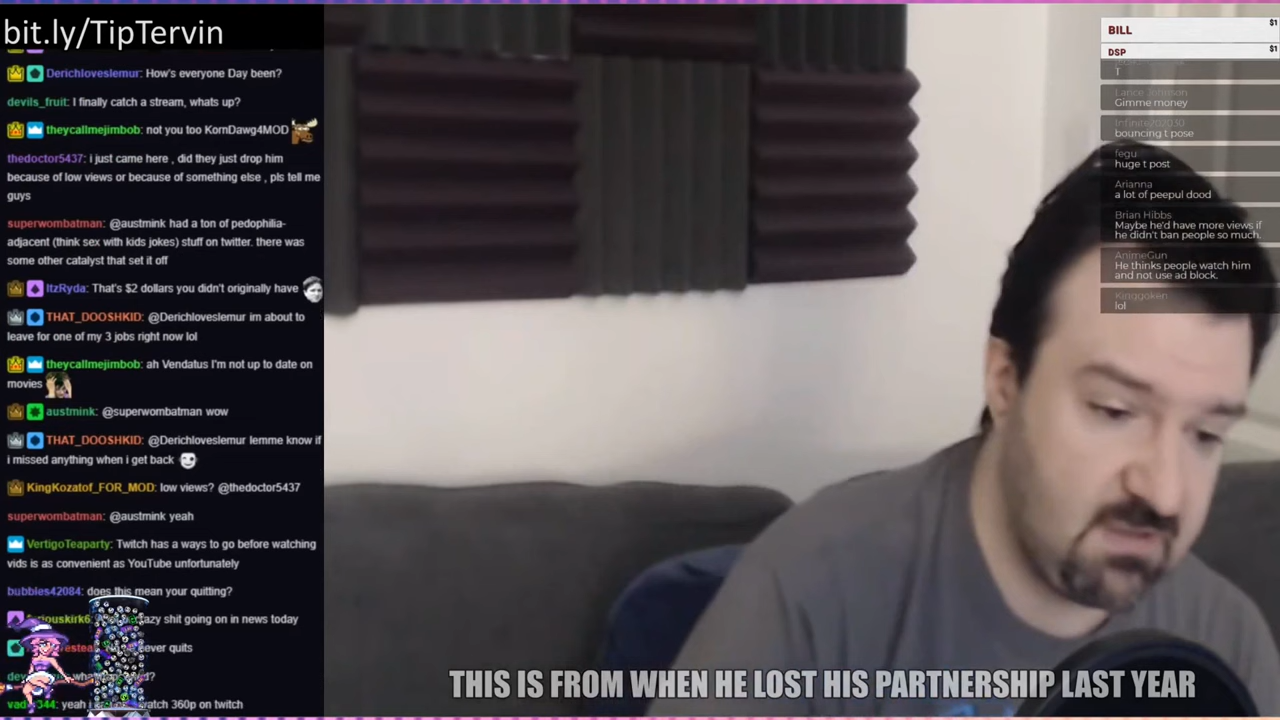 bit.ly/TipTervin
Derichloveslemur: How's everyone Day been?
devils_fruit: I finally catch a stream, whats up?
theycallmejimbob: not you too KornDawg4MOD
thedoctor5437: i just came here , did they just drop him
because of low views or because of something else , pls tell me
guys
superwombatman: @austmink had a ton of pedophilia-
adjacent (think sex with kids jokes) stuff on twitter. there was
some other catalyst that set it off
ItzRyda: That's $2 dollars you didn't originally have
THAT_DOOSHKID: @Derichloveslemur im about to
leave for one of my 3 jobs right now lol
theycallmejimbob: ah Vendatus I'm not up to date on
movies
austmink: @superwombatman wow
THAT_DOOSHKID: @Derichloveslemur lemme know if
i missed anything when i get back
KingKozatof_FOR_MOD: low views? @thedoctor5437
superwombatman: @austmink yeah
VertigoTeaparty: Twitch has a ways to go before watching
vids is as convenient as YouTube unfortunately
bubbles42084: does this mean your quitting?
shit going on in news today
quits
360p on twitch
BILL $1
DSP $1
T
Lance Johnson
Gimme money
bouncing t pose
fegu
huge t post
Arianna
a lot of peepul dood
Brian Hibbs
Maybe he'd have more views if
he didn't ban people so much.
AnimeGun
He thinks people watch him
and not use ad block.
lol
THIS IS FROM WHEN HE LOST HIS PARTNERSHIP LAST YEAR